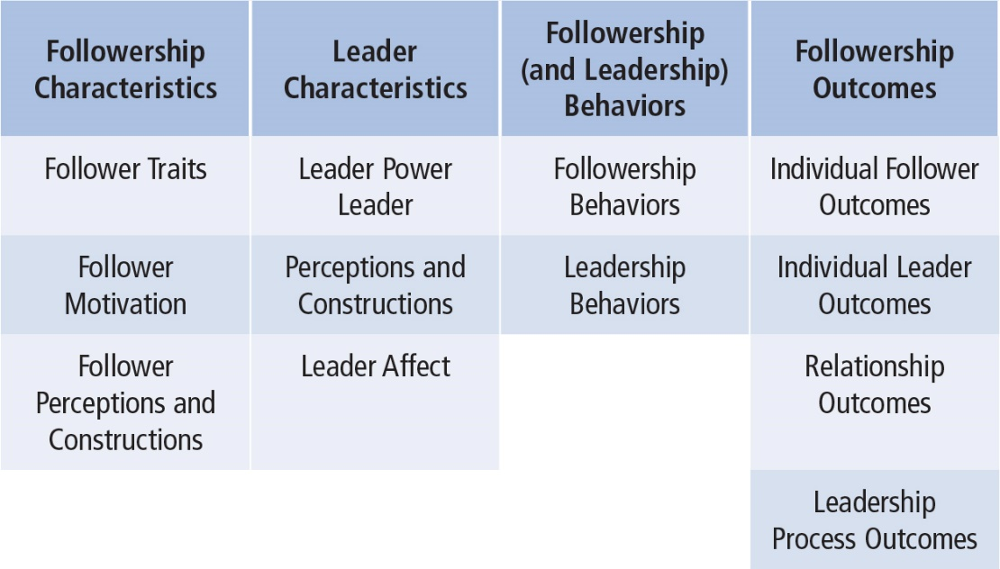 Followership
Characteristics
Leader
Characteristics
Followership
(and Leadership)
Behaviors
Followership
Outcomes
Follower Traits
Leader Power
Leader
Followership
Behaviors
Individual Follower
Outcomes
Follower
Motivation
Perceptions and
Constructions
Leadership
Behaviors
Individual Leader
Outcomes
Follower
Perceptions and
Constructions
Leader Affect
Relationship
Outcomes
Leadership
Process Outcomes